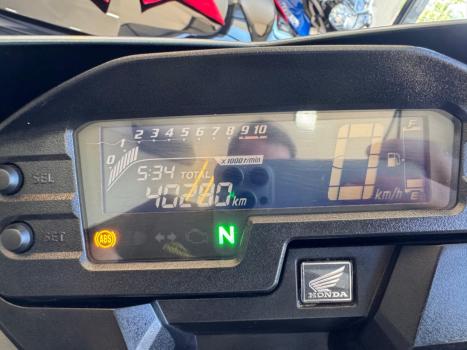 0 1 2 3 4 5 6 7 8 9 10
x1000r/min
F
SEL
5:34 TOTAL
40280 km
0 km/h
E
SET
ABS
N
HONDA